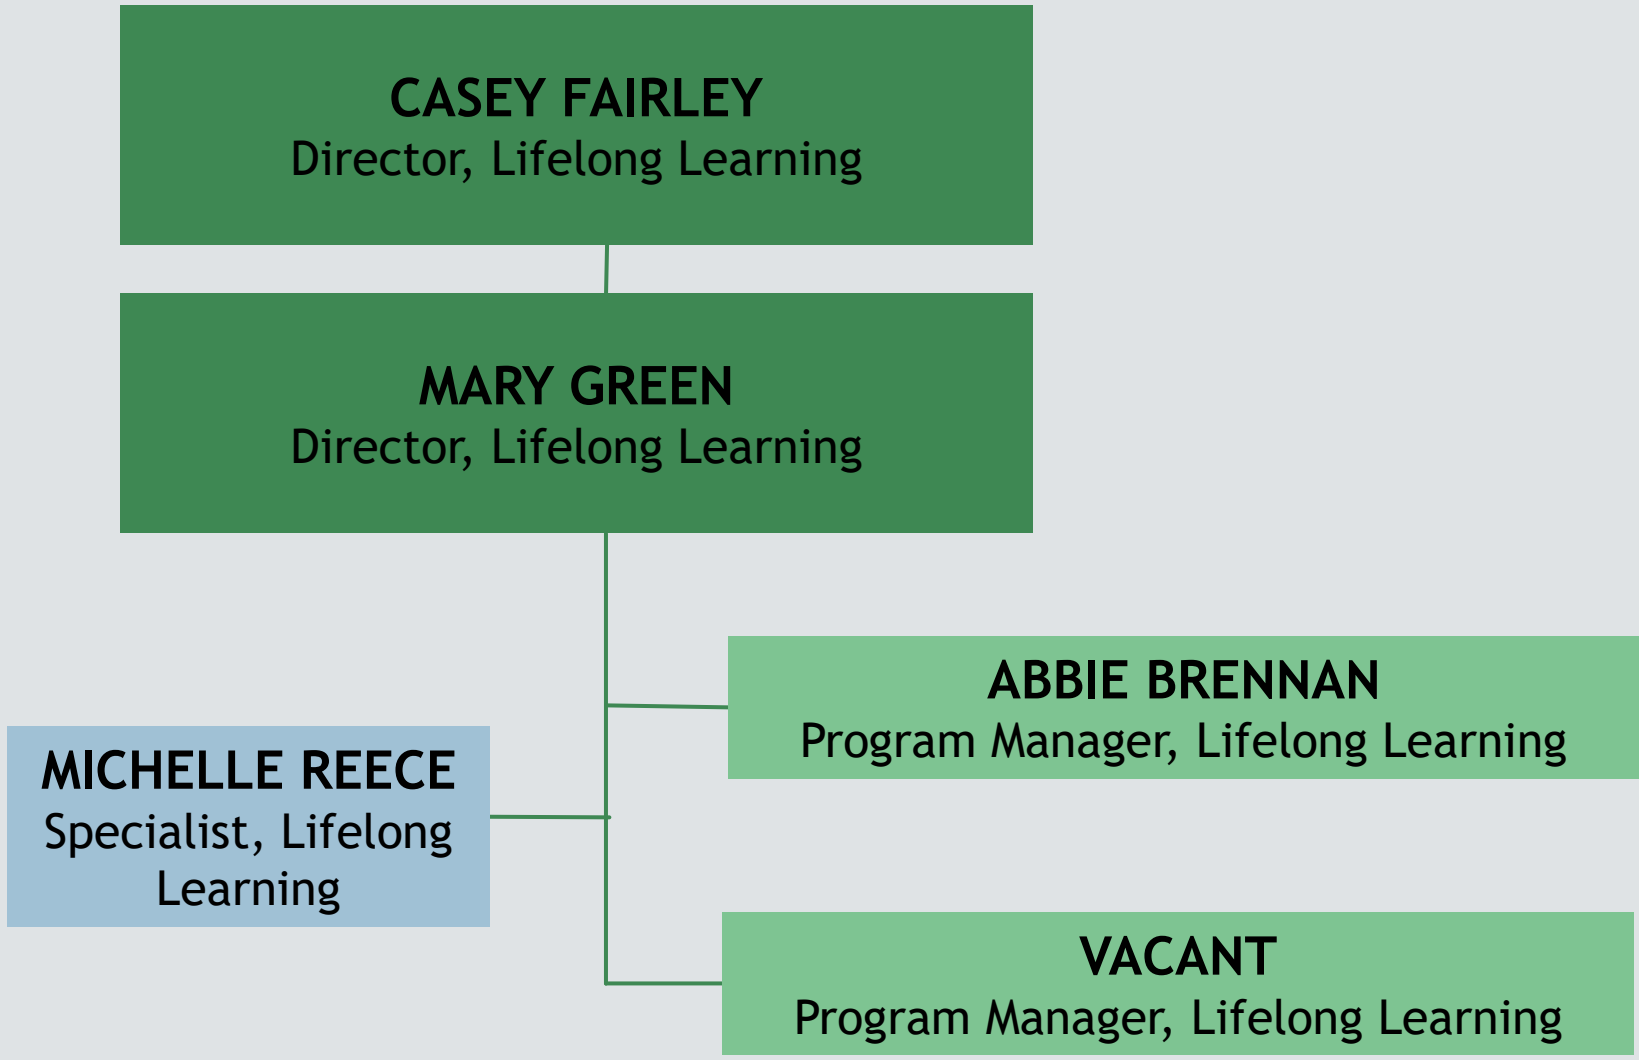 CASEY FAIRLEY
Director, Lifelong Learning
MARY GREEN
Director, Lifelong Learning
ABBIE BRENNAN
Program Manager, Lifelong Learning
MICHELLE REECE
Specialist, Lifelong
Learning
VACANT
Program Manager, Lifelong Learning